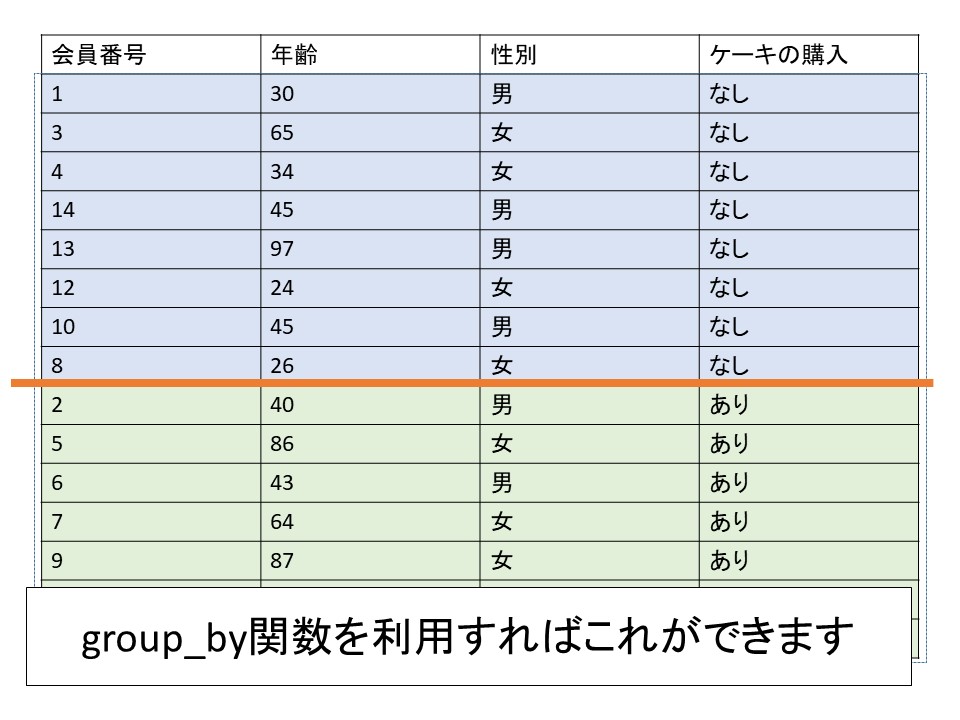 会員番号 年齢 性別 ケーキの購入
1 30 男 なし
3 65 女 なし
4 34 女 なし
14 45 男 なし
13 97 男 なし
12 24 女 なし
10 45 男 なし
8 26 女 なし
2 40 男 あり
5 86 女 あり
6 43 男 あり
7 64 女 あり
9 87 女 あり
group_by関数を利用すればこれができます